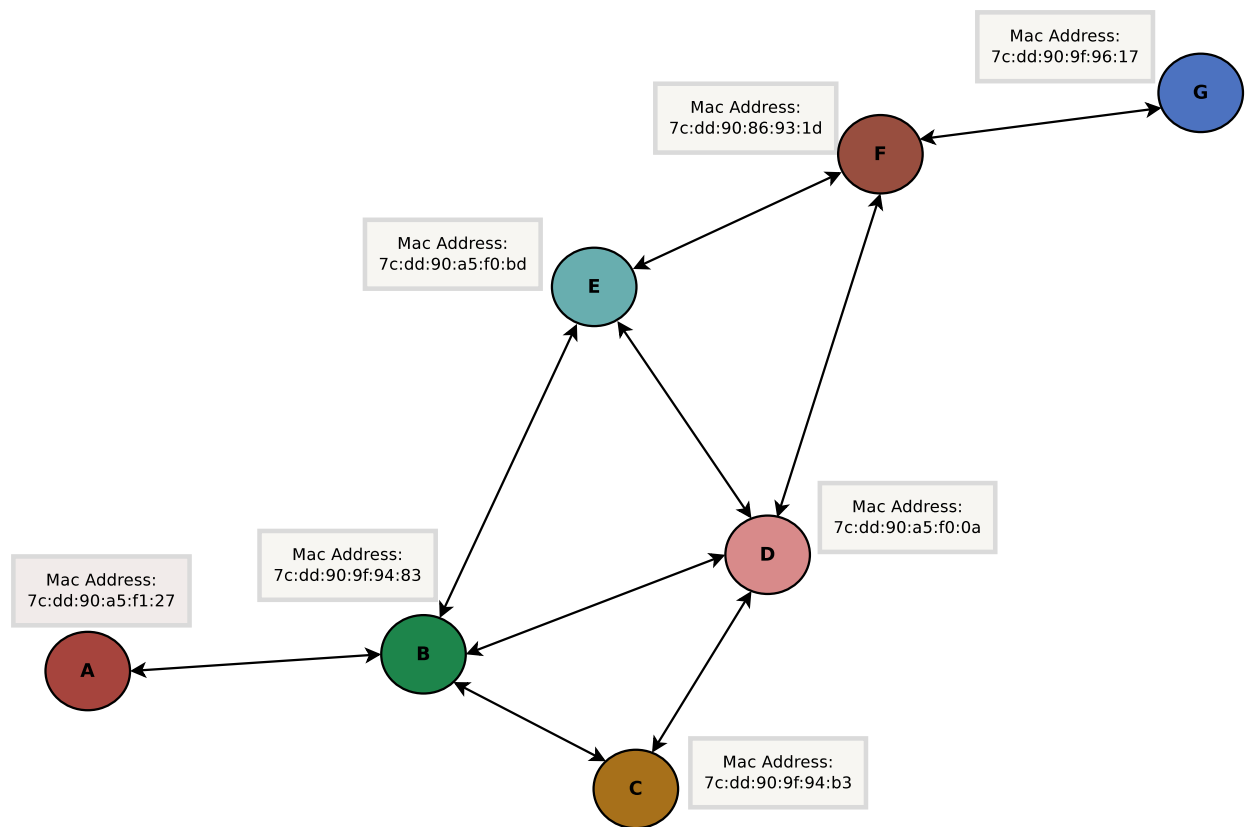 Mac Address:
7c:dd:90:9f:96:17
G
Mac Address:
7c:dd:90:86:93:1d
F
Mac Address:
7c:dd:90:a5:f0:bd
E
Mac Address:
7c:dd:90:a5:f0:0a
D
Mac Address:
7c:dd:90:9f:94:83
B
Mac Address:
7c:dd:90:a5:f1:27
A
Mac Address:
7c:dd:90:9f:94:b3
C